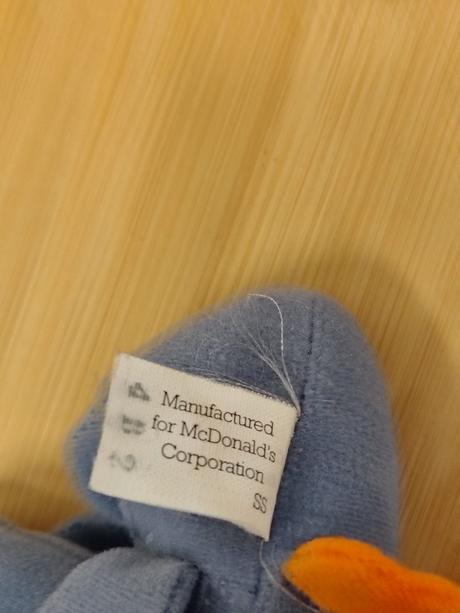 Manufactured
for McDonald's
Corporation
SS